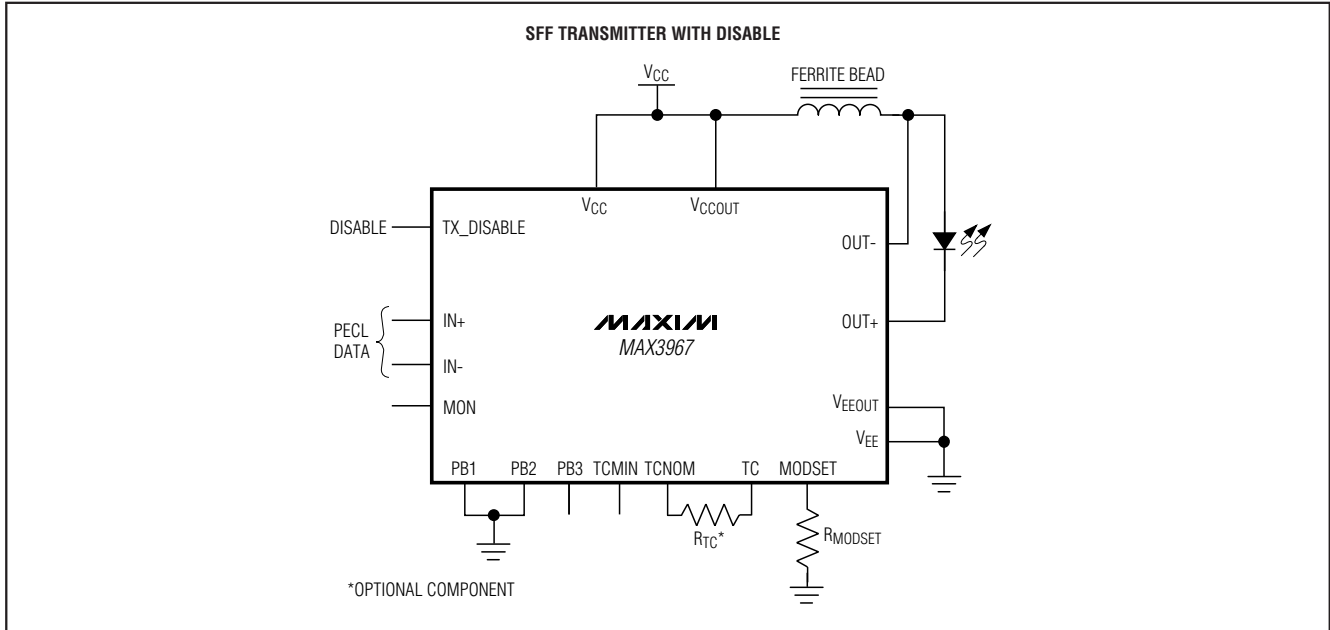 SFF TRANSMITTER WITH DISABLE
VCC
FERRITE BEAD
VCC
VCCOUT
DISABLE
TX_DISABLE
OUT-
PECL
DATA
IN+
IN-
MAXIM
MAX3967
OUT+
MON
VEEOUT
VEE
PB1
PB2
PB3
TCMIN
TCNOM
TC
MODSET
RTC*
RMODSET
*OPTIONAL COMPONENT